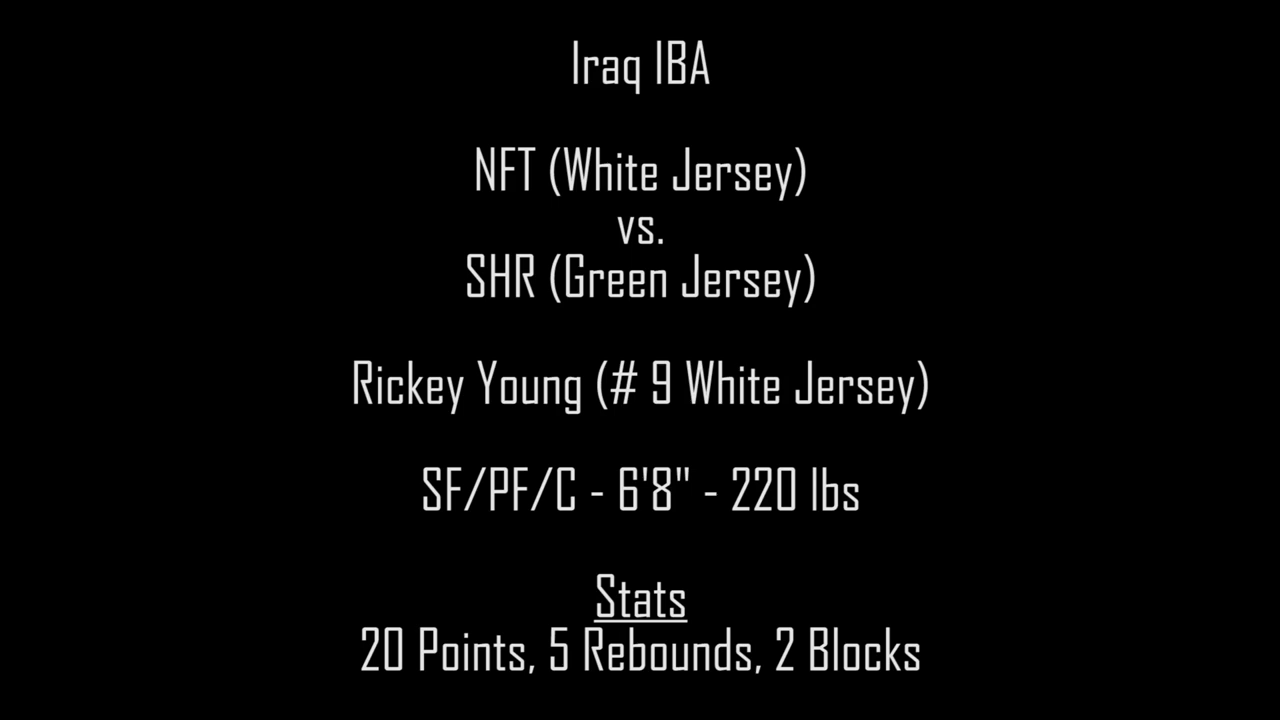 Iraq IBA
NFT (White Jersey)
vs.
SHR (Green Jersey)
Rickey Young (# 9 White Jersey)
SF/PF/C - 6'8" - 220 lbs
Stats
20 Points, 5 Rebounds, 2 Blocks